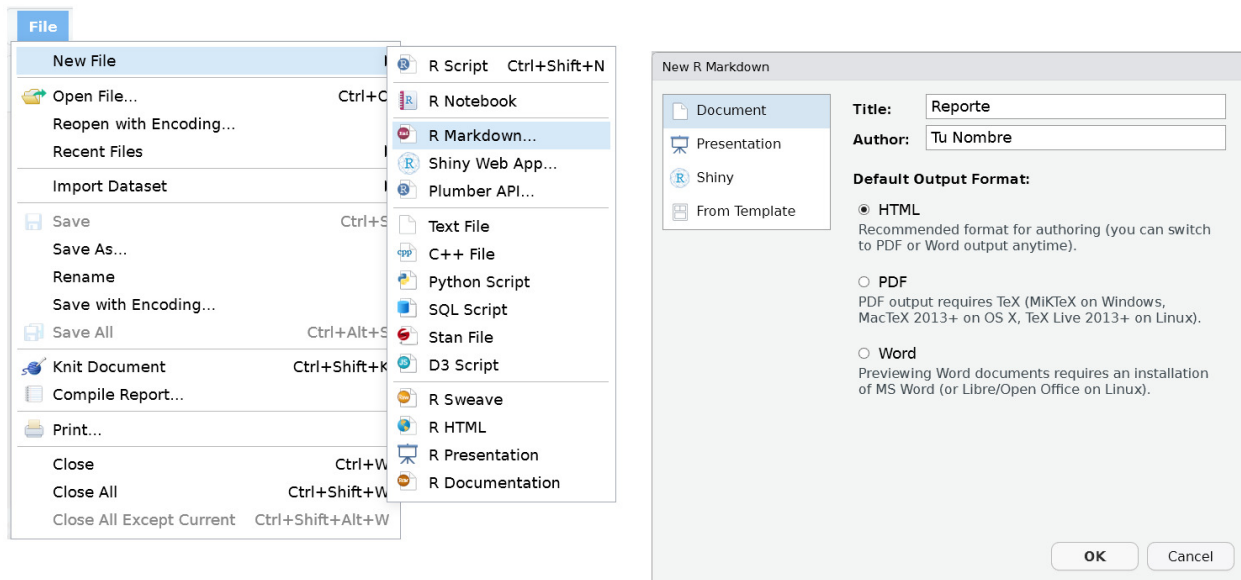 File
New File
Open File... Ctrl+O
Reopen with Encoding...
Recent Files
Import Dataset
Save Ctrl+S
Save As...
Rename
Save with Encoding...
Save All Ctrl+Alt+S
Knit Document Ctrl+Shift+K
Compile Report...
Print...
Close Ctrl+W
Close All Ctrl+Shift+W
Close All Except Current Ctrl+Shift+Alt+W
R Script Ctrl+Shift+N
R Notebook
R Markdown...
Shiny Web App...
Plumber API...
Text File
C++ File
Python Script
SQL Script
Stan File
D3 Script
R Sweave
R HTML
R Presentation
R Documentation
New R Markdown
Document
Presentation
Shiny
From Template
Title: Reporte
Author: Tu Nombre
Default Output Format:
HTML
Recommended format for authoring (you can switch
to PDF or Word output anytime).
PDF
PDF output requires TeX (MiKTeX on Windows,
MacTeX 2013+ on OS X, TeX Live 2013+ on Linux).
Word
Previewing Word documents requires an installation
of MS Word (or Libre/Open Office on Linux).
OK Cancel